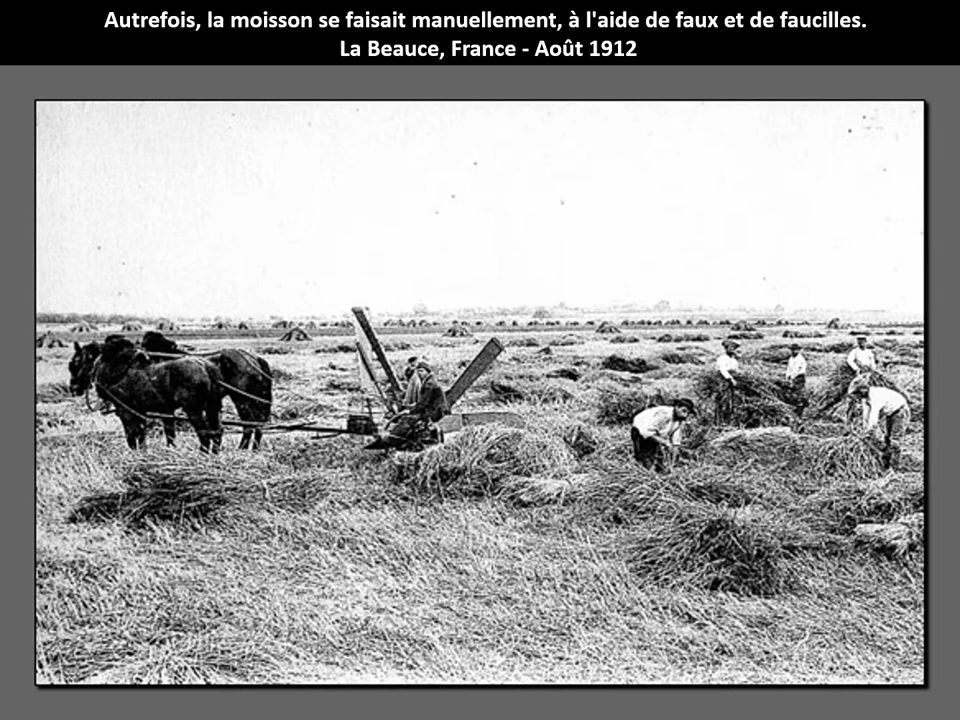 Autrefois, la moisson se faisait manuellement, à l'aide de faux et de faucilles.
La Beauce, France - Août 1912